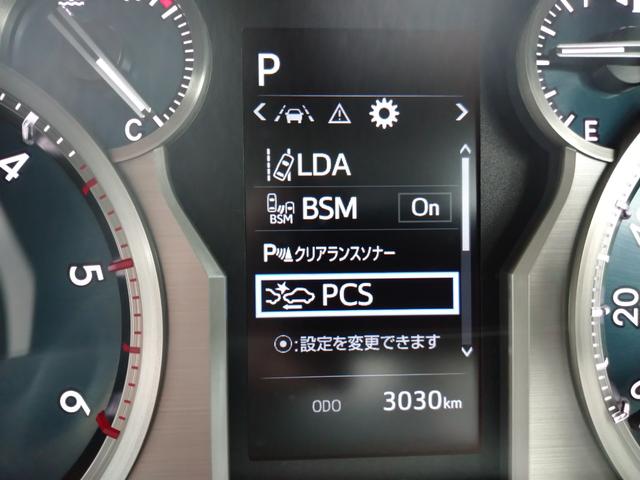 P
LDA
BSM BSM On
P クリアランスソナー
PCS
:設定を変更できます
ODO 3030km
C
E
4
5
6
20